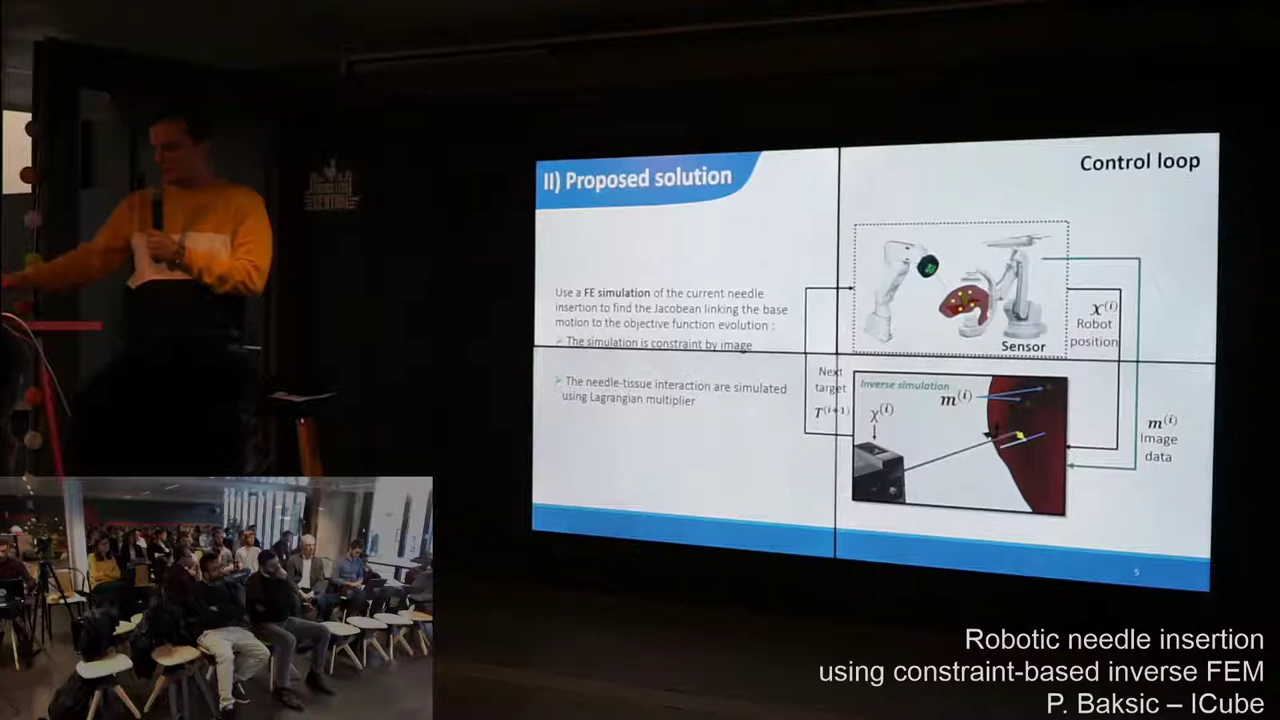 II) Proposed solution
Control loop
Use a FE simulation of the current needle
insertion to find the Jacobean linking the base
motion to the objective function evolution :
➢ The simulation is constraint by image
➢ The needle-tissue interaction are simulated
using Lagrangian multiplier
Sensor
χ⁽ⁱ⁾
Robot
position
Next
target
T⁽ⁱ⁺¹⁾
Inverse simulation
m⁽ⁱ⁾
χ⁽ⁱ⁾
m⁽ⁱ⁾
Image
data
5
Robotic needle insertion
using constraint-based inverse FEM
P. Baksic – ICube